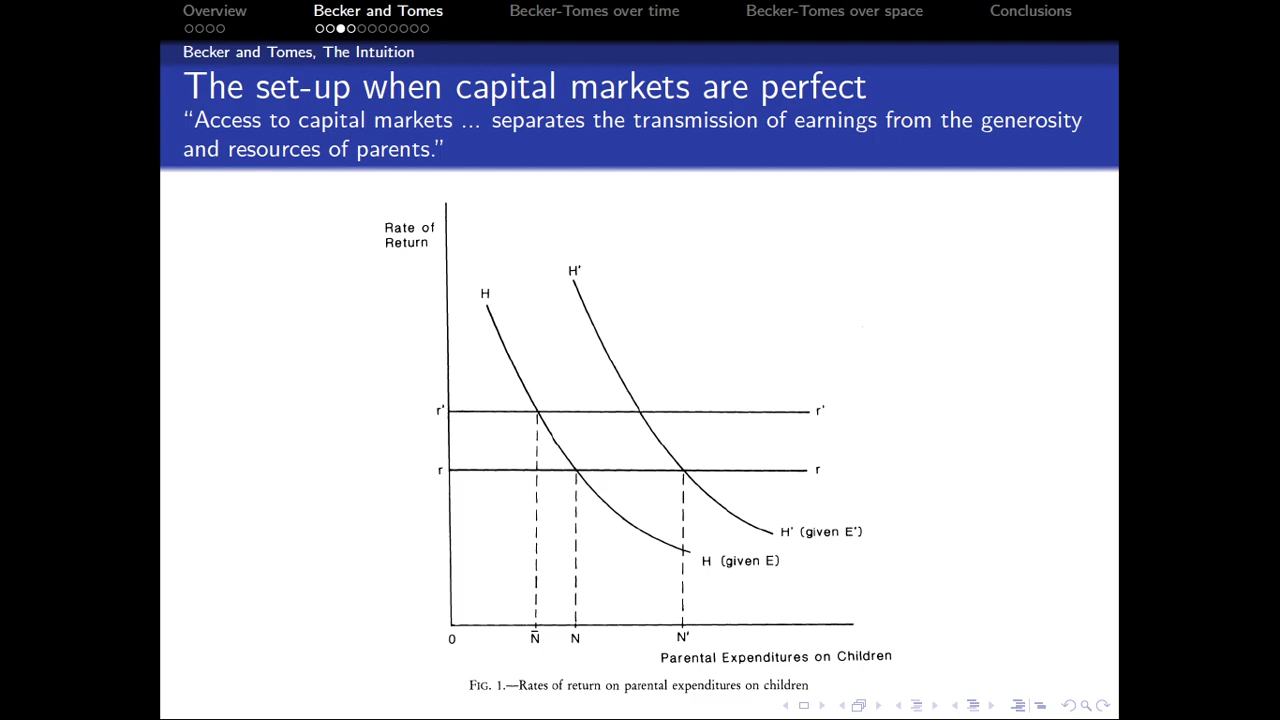 Overview Becker and Tomes Becker-Tomes over time Becker-Tomes over space Conclusions
Becker and Tomes, The Intuition
The set-up when capital markets are perfect
“Access to capital markets ... separates the transmission of earnings from the generosity
and resources of parents.”
Rate of
Return
H'
H
r' r'
r r
H' (given E')
H (given E)
0 N̄ N N'
Parental Expenditures on Children
FIG. 1.—Rates of return on parental expenditures on children